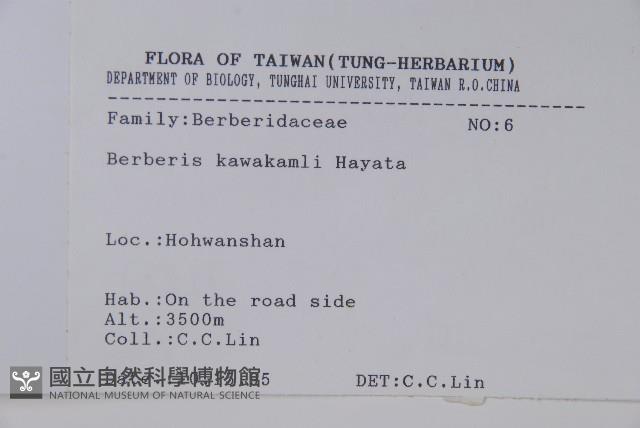 FLORA OF TAIWAN(TUNG-HERBARIUM)
DEPARTMENT OF BIOLOGY, TUNGHAI UNIVERSITY, TAIWAN R.O.CHINA
Family:Berberidaceae NO:6
Berberis kawakamli Hayata
Loc.:Hohwanshan
Hab.:On the road side
Alt.:3500m
Coll.:C.C.Lin
DET:C.C.Lin
國立自然科學博物館
NATIONAL MUSEUM OF NATURAL SCIENCE